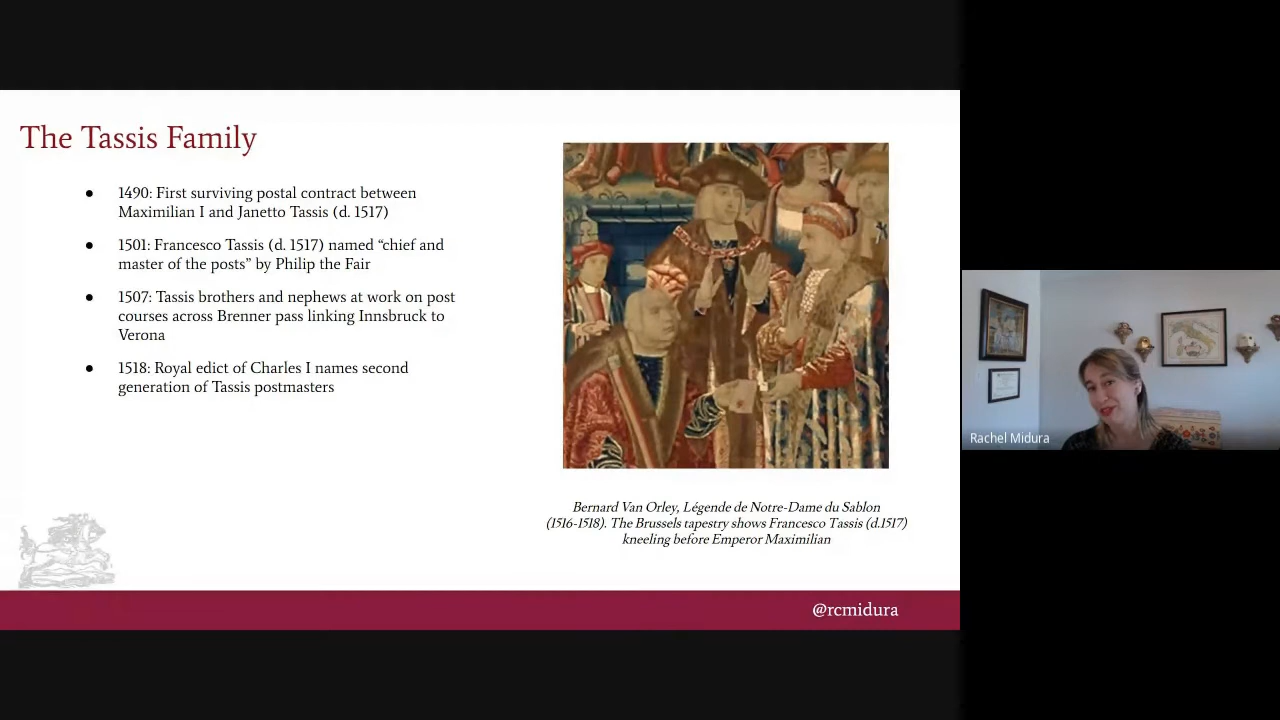 The Tassis Family
● 1490: First surviving postal contract between
Maximilian I and Janetto Tassis (d. 1517)
● 1501: Francesco Tassis (d. 1517) named “chief and
master of the posts” by Philip the Fair
● 1507: Tassis brothers and nephews at work on post
courses across Brenner pass linking Innsbruck to
Verona
● 1518: Royal edict of Charles I names second
generation of Tassis postmasters
Bernard Van Orley, Légende de Notre-Dame du Sablon
(1516-1518). The Brussels tapestry shows Francesco Tassis (d.1517)
kneeling before Emperor Maximilian
@rcmidura
Rachel Midura